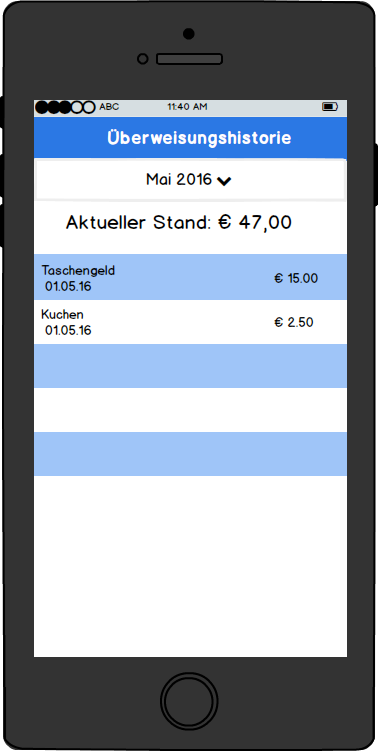 ABC 11:40 AM
Überweisungshistorie
Mai 2016
Aktueller Stand: € 47,00
Taschengeld
01.05.16 € 15.00
Kuchen
01.05.16 € 2.50